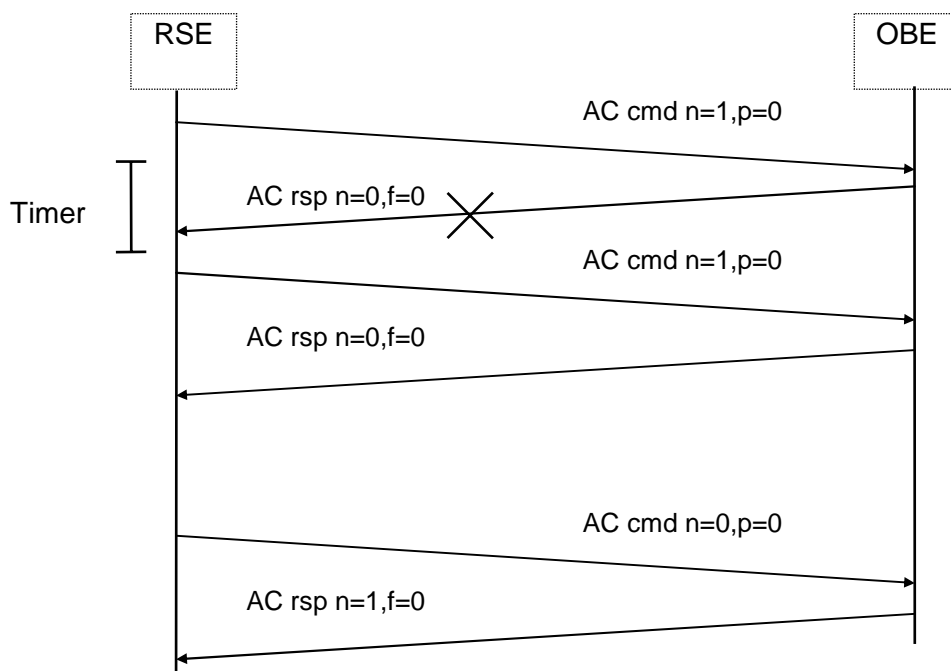 RSE
OBE
AC cmd n=1,p=0
AC rsp n=0,f=0
Timer
AC cmd n=1,p=0
AC rsp n=0,f=0
AC cmd n=0,p=0
AC rsp n=1,f=0